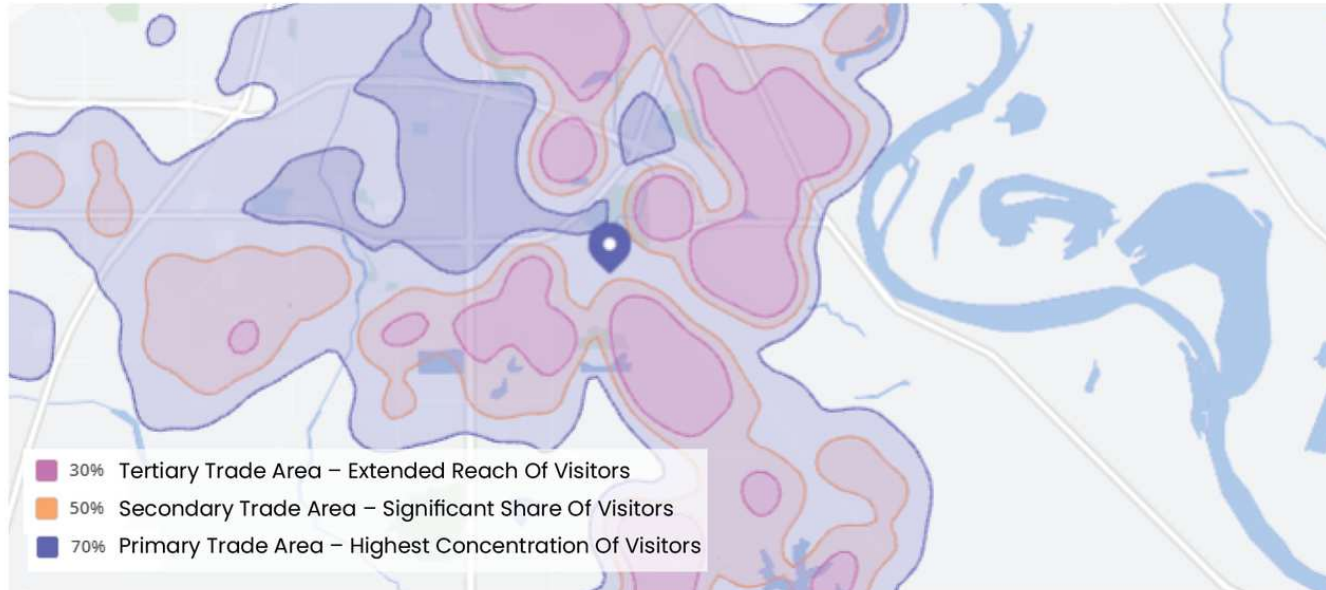 30% Tertiary Trade Area – Extended Reach Of Visitors
50% Secondary Trade Area – Significant Share Of Visitors
70% Primary Trade Area – Highest Concentration Of Visitors